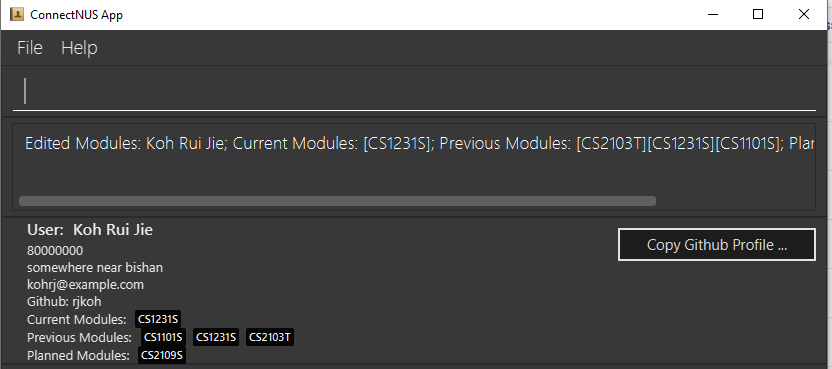 ConnectNUS App
File Help
Edited Modules: Koh Rui Jie; Current Modules: [CS1231S]; Previous Modules: [CS2103T][CS1231S][CS1101S]; Plan
User: Koh Rui Jie
Copy Github Profile ...
80000000
somewhere near bishan
kohrj@example.com
Github: rjkoh
Current Modules: CS1231S
Previous Modules: CS1101S CS1231S CS2103T
Planned Modules: CS2109S